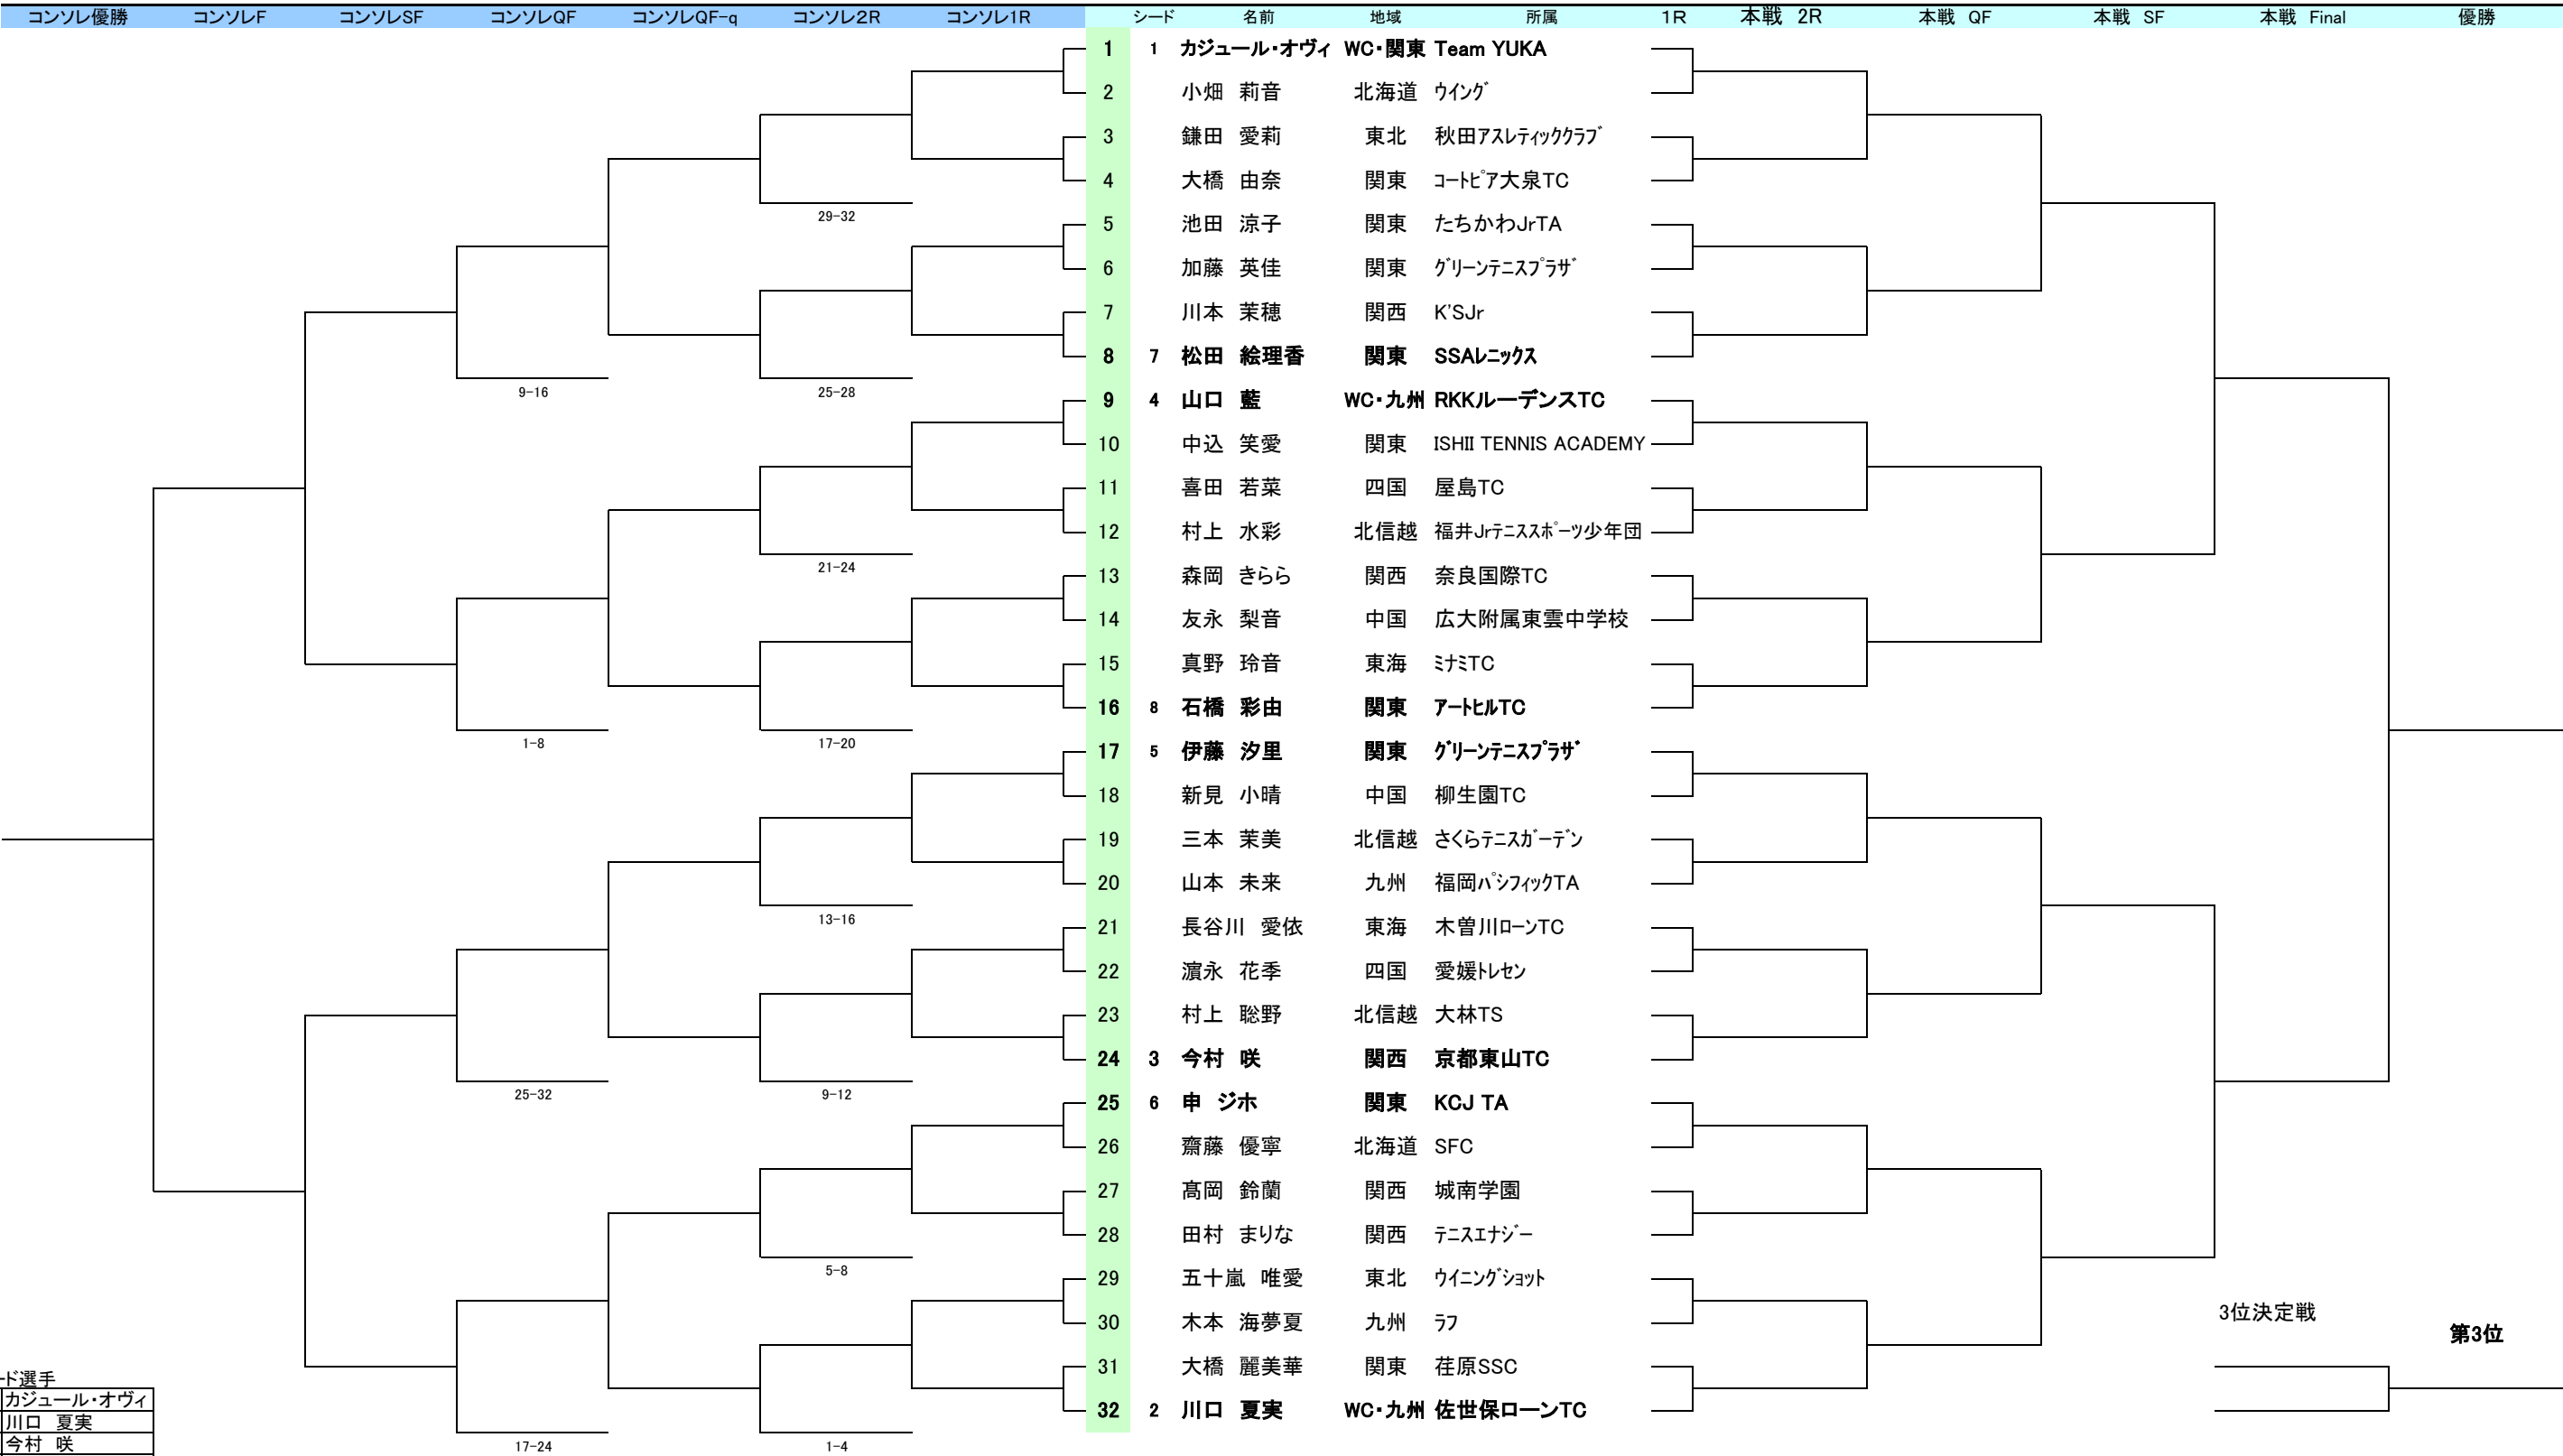 コンソレ優勝 コンソレF コンソレSF コンソレQF コンソレQF-q コンソレ2R コンソレ1R シード 名前 地域 所属 1R 本戦 2R 本戦 QF 本戦 SF 本戦 Final 優勝
1 1 カジュール・オヴィ WC・関東 Team YUKA
2 小畑 莉音 北海道 ウイング
3 鎌田 愛莉 東北 秋田アスレティッククラブ
4 大橋 由奈 関東 コートピア大泉TC
29-32
5 池田 涼子 関東 たちかわJrTA
6 加藤 英佳 関東 グリーンテニスプラザ
7 川本 茉穂 関西 K'SJr
8 7 松田 絵理香 関東 SSAレニックス
9-16 25-28
9 4 山口 藍 WC・九州 RKKルーデンスTC
10 中込 笑愛 関東 ISHII TENNIS ACADEMY
11 喜田 若菜 四国 屋島TC
12 村上 水彩 北信越 福井Jrテニススポーツ少年団
21-24
13 森岡 きらら 関西 奈良国際TC
14 友永 梨音 中国 広大附属東雲中学校
15 真野 玲音 東海 ミナミTC
16 8 石橋 彩由 関東 アートヒルTC
1-8 17-20
17 5 伊藤 汐里 関東 グリーンテニスプラザ
18 新見 小晴 中国 柳生園TC
19 三本 茉美 北信越 さくらテニスガーデン
20 山本 未来 九州 福岡パシフィックTA
13-16
21 長谷川 愛依 東海 木曽川ローンTC
22 濵永 花季 四国 愛媛トレセン
23 村上 聡野 北信越 大林TS
24 3 今村 咲 関西 京都東山TC
25-32 9-12
25 6 申 ジホ 関東 KCJ TA
26 齋藤 優寧 北海道 SFC
27 髙岡 鈴蘭 関西 城南学園
28 田村 まりな 関西 テニスエナジー
5-8
29 五十嵐 唯愛 東北 ウイニングショット
30 木本 海夢夏 九州 ラフ
3位決定戦
第3位
31 大橋 麗美華 関東 荏原SSC
ード選手
カジュール・オヴィ
32 2 川口 夏実 WC・九州 佐世保ローンTC
川口 夏実
今村 咲
17-24 1-4